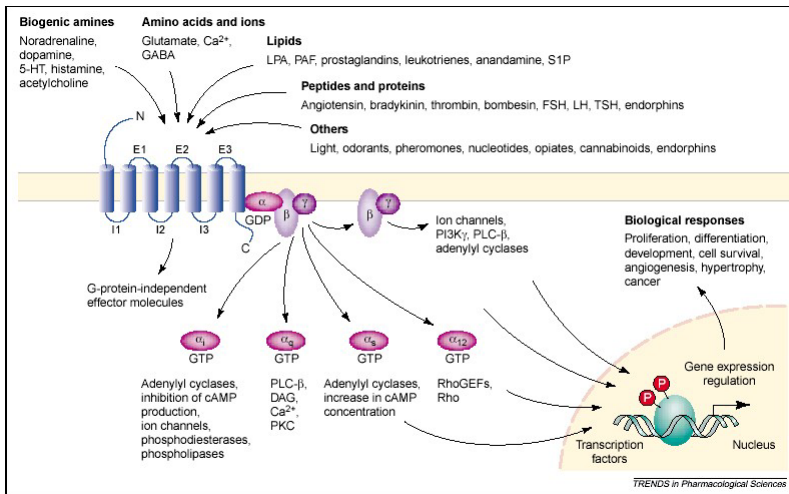 Biogenic amines
Noradrenaline,
dopamine,
5-HT, histamine,
acetylcholine
Amino acids and ions
Glutamate, Ca²⁺,
GABA
Lipids
LPA, PAF, prostaglandins, leukotrienes, anandamine, S1P
Peptides and proteins
Angiotensin, bradykinin, thrombin, bombesin, FSH, LH, TSH, endorphins
Others
Light, odorants, pheromones, nucleotides, opiates, cannabinoids, endorphins
N
E1
E2
E3
I1
I2
I3
C
α
GDP
β
γ
β
γ
Ion channels,
PI3Kγ, PLC-β,
adenylyl cyclases
Biological responses
Proliferation, differentiation,
development, cell survival,
angiogenesis, hypertrophy,
cancer
G-protein-independent
effector molecules
αi
GTP
Adenylyl cyclases,
inhibition of cAMP
production,
ion channels,
phosphodiesterases,
phospholipases
αq
GTP
PLC-β,
DAG,
Ca²⁺,
PKC
αs
GTP
Adenylyl cyclases,
increase in cAMP
concentration
α12
GTP
RhoGEFs,
Rho
Gene expression
regulation
P
P
Transcription
factors
Nucleus
TRENDS in Pharmacological Sciences